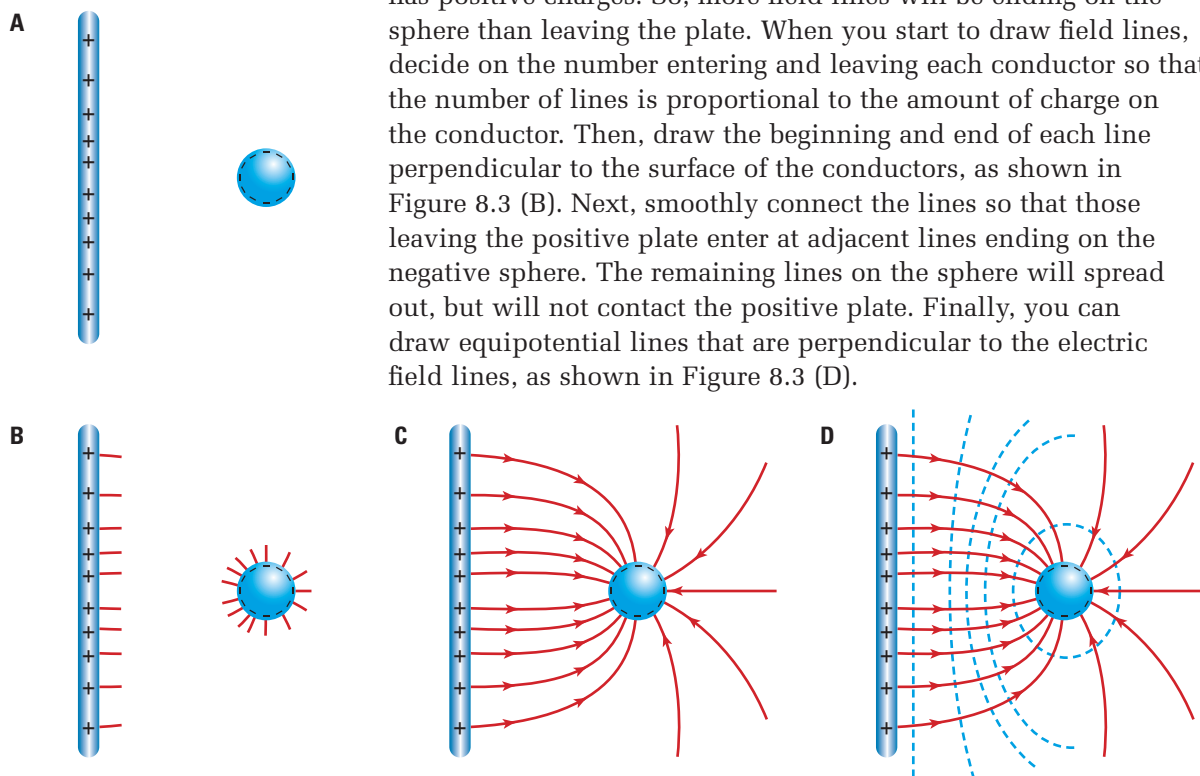 has positive charges. So, more field lines will be ending on the
A
sphere than leaving the plate. When you start to draw field lines,
decide on the number entering and leaving each conductor so that
the number of lines is proportional to the amount of charge on
the conductor. Then, draw the beginning and end of each line
perpendicular to the surface of the conductors, as shown in
Figure 8.3 (B). Next, smoothly connect the lines so that those
leaving the positive plate enter at adjacent lines ending on the
negative sphere. The remaining lines on the sphere will spread
out, but will not contact the positive plate. Finally, you can
draw equipotential lines that are perpendicular to the electric
field lines, as shown in Figure 8.3 (D).
B
C
D